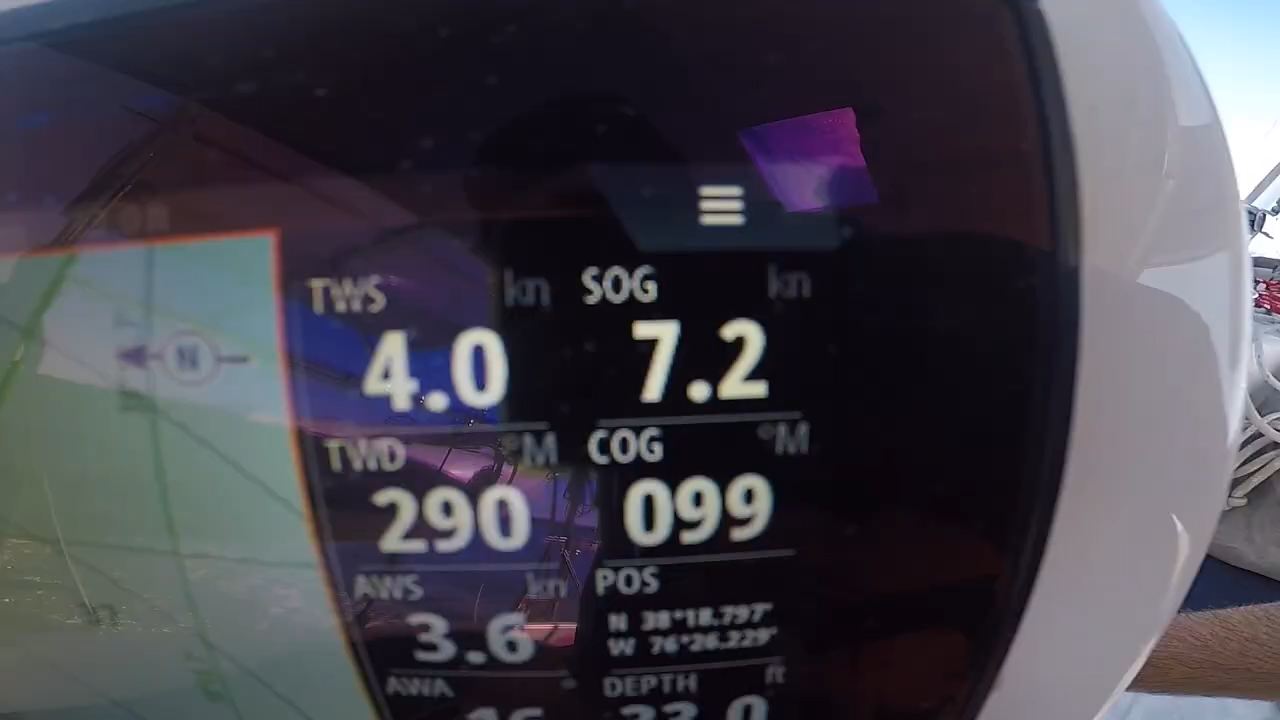 N
TWS kn SOG kn
4.0 7.2
TWD °M COG °M
290 099
AWS kn POS
3.6 N 38°18.797'
W 76°26.229'
AWA ° DEPTH ft